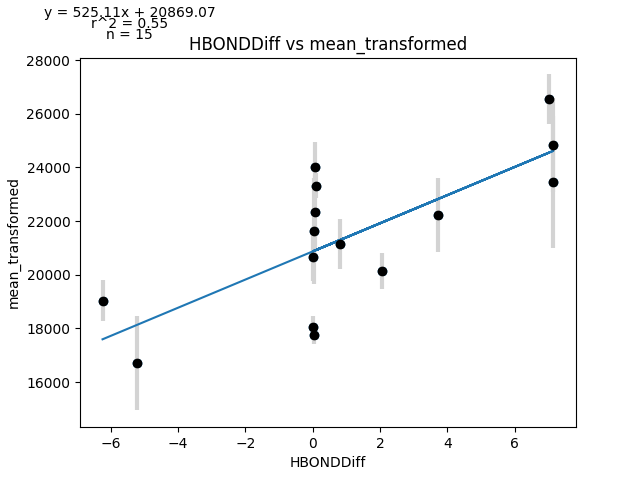 y = 525.11x + 20869.07
r^2 = 0.55
n = 15
HBONDDiff vs mean_transformed
28000
26000
24000
22000
20000
18000
16000
mean_transformed
−6
−4
−2
0
2
4
6
HBONDDiff